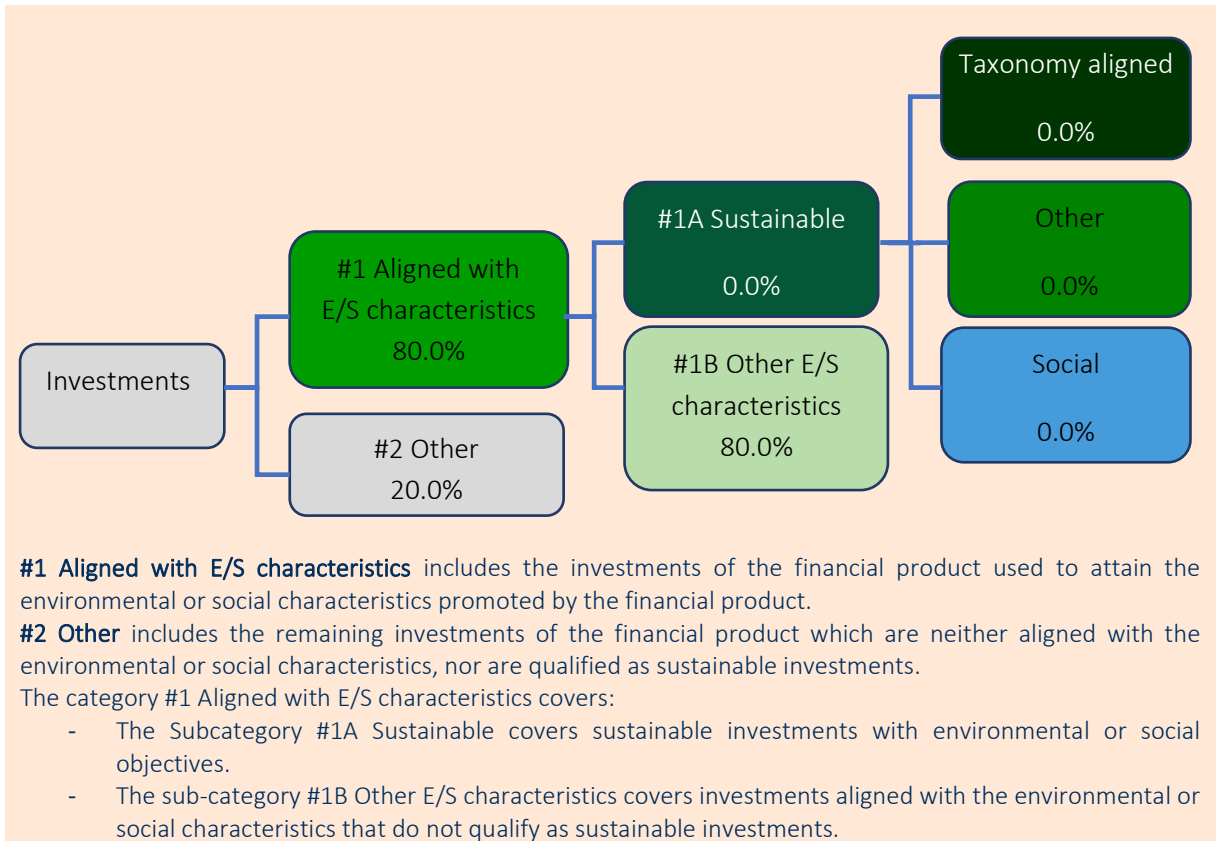 Taxonomy aligned
0.0%
#1A Sustainable
0.0%
Other
0.0%
#1 Aligned with
E/S characteristics
80.0%
Investments
#1B Other E/S
characteristics
80.0%
Social
0.0%
#2 Other
20.0%
#1 Aligned with E/S characteristics includes the investments of the financial product used to attain the
environmental or social characteristics promoted by the financial product.
#2 Other includes the remaining investments of the financial product which are neither aligned with the
environmental or social characteristics, nor are qualified as sustainable investments.
The category #1 Aligned with E/S characteristics covers:
- The Subcategory #1A Sustainable covers sustainable investments with environmental or social
objectives.
- The sub-category #1B Other E/S characteristics covers investments aligned with the environmental or
social characteristics that do not qualify as sustainable investments.